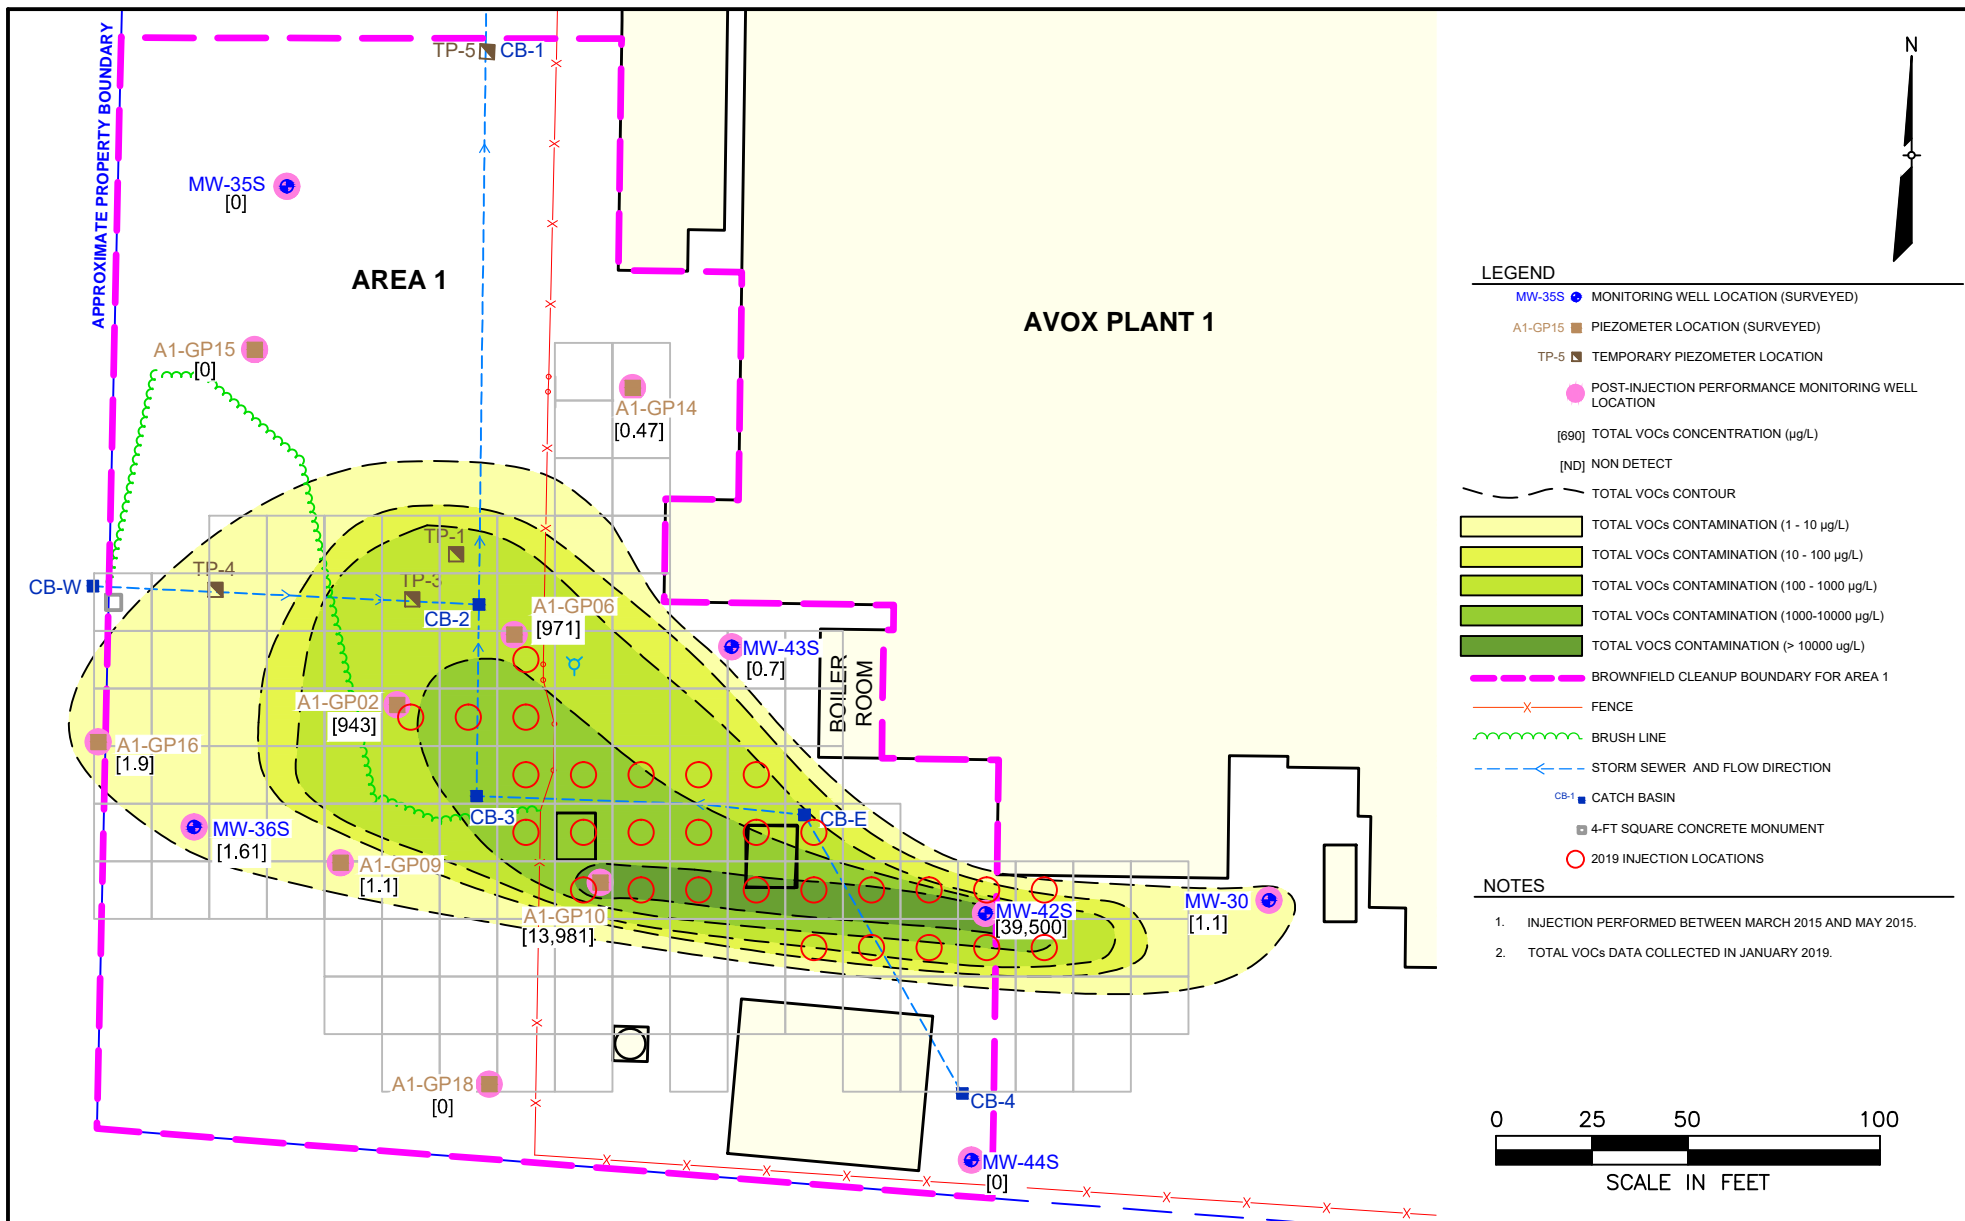 TP-5
CB-1
N
APPROXIMATE PROPERTY BOUNDARY
MW-35S
[0]
AREA 1
AVOX PLANT 1
A1-GP15
[0]
A1-GP14
[0.47]
TP-1
TP-4
TP-3
CB-W
CB-2
A1-GP06
[971]
MW-43S
[0.7]
BOILER
ROOM
A1-GP02
[943]
A1-GP16
[1.9]
CB-3
CB-E
MW-36S
[1.61]
A1-GP09
[1.1]
A1-GP10
[13,981]
MW-42S
[39,500]
MW-30
[1.1]
A1-GP18
[0]
CB-4
MW-44S
[0]
LEGEND
MW-35S MONITORING WELL LOCATION (SURVEYED)
A1-GP15 PIEZOMETER LOCATION (SURVEYED)
TP-5 TEMPORARY PIEZOMETER LOCATION
POST-INJECTION PERFORMANCE MONITORING WELL
LOCATION
[690] TOTAL VOCs CONCENTRATION (µg/L)
[ND] NON DETECT
TOTAL VOCs CONTOUR
TOTAL VOCs CONTAMINATION (1 - 10 µg/L)
TOTAL VOCs CONTAMINATION (10 - 100 µg/L)
TOTAL VOCs CONTAMINATION (100 - 1000 µg/L)
TOTAL VOCs CONTAMINATION (1000-10000 µg/L)
TOTAL VOCS CONTAMINATION (> 10000 ug/L)
BROWNFIELD CLEANUP BOUNDARY FOR AREA 1
FENCE
BRUSH LINE
STORM SEWER AND FLOW DIRECTION
CB-1 CATCH BASIN
4-FT SQUARE CONCRETE MONUMENT
2019 INJECTION LOCATIONS
NOTES
1. INJECTION PERFORMED BETWEEN MARCH 2015 AND MAY 2015.
2. TOTAL VOCs DATA COLLECTED IN JANUARY 2019.
0 25 50 100
SCALE IN FEET